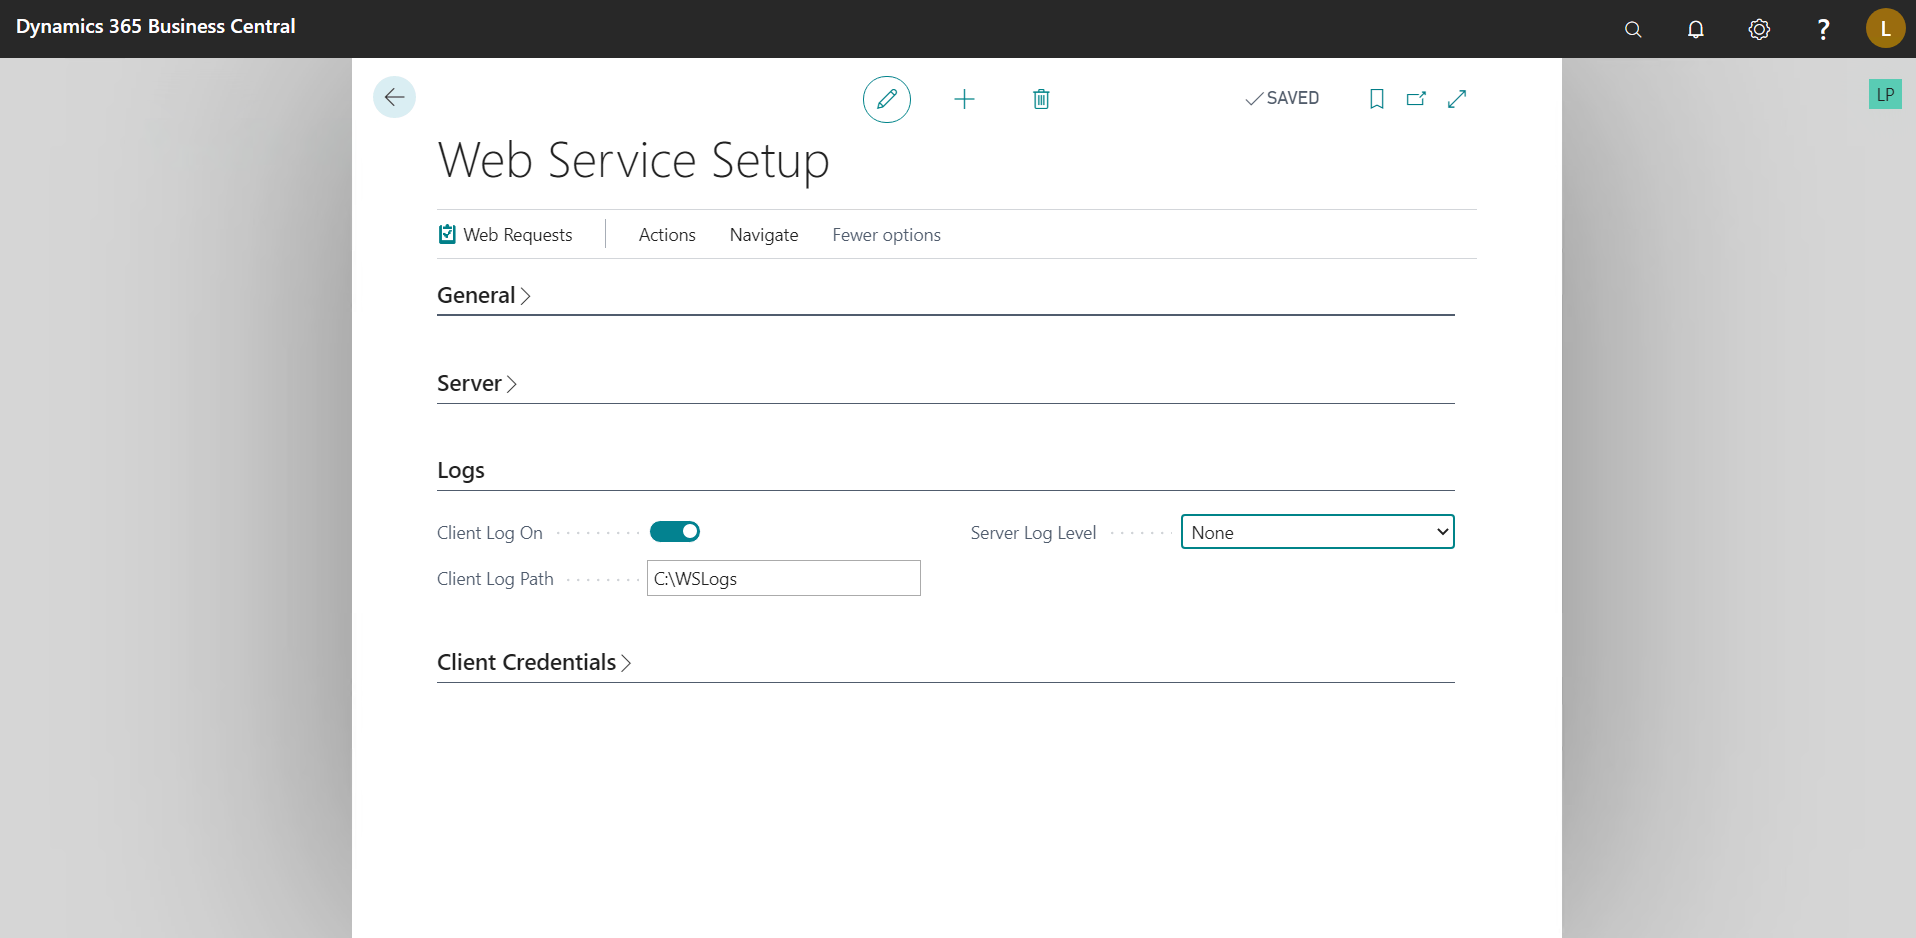 Dynamics 365 Business Central
?
L
SAVED
LP
Web Service Setup
Web Requests
Actions
Navigate
Fewer options
General
Server
Logs
Client Log On
Server Log Level
None
Client Log Path
C:\WSLogs
Client Credentials